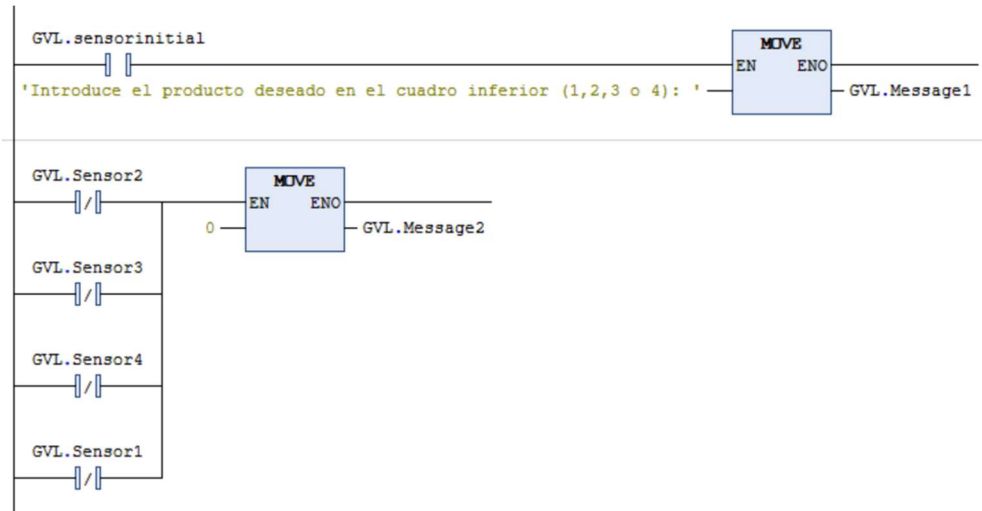 GVL.sensorinitial
MOVE
EN ENO
'Introduce el producto deseado en el cuadro inferior (1,2,3 o 4): '
GVL.Message1
GVL.Sensor2
MOVE
EN ENO
0
GVL.Message2
GVL.Sensor3
GVL.Sensor4
GVL.Sensor1